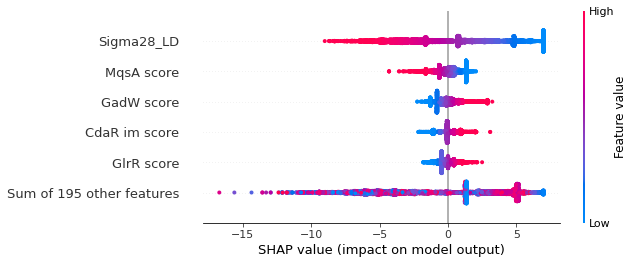 High
Sigma28_LD
MqsA score
GadW score
CdaR im score
GlrR score
Sum of 195 other features
Feature value
Low
−15 −10 −5 0 5
SHAP value (impact on model output)